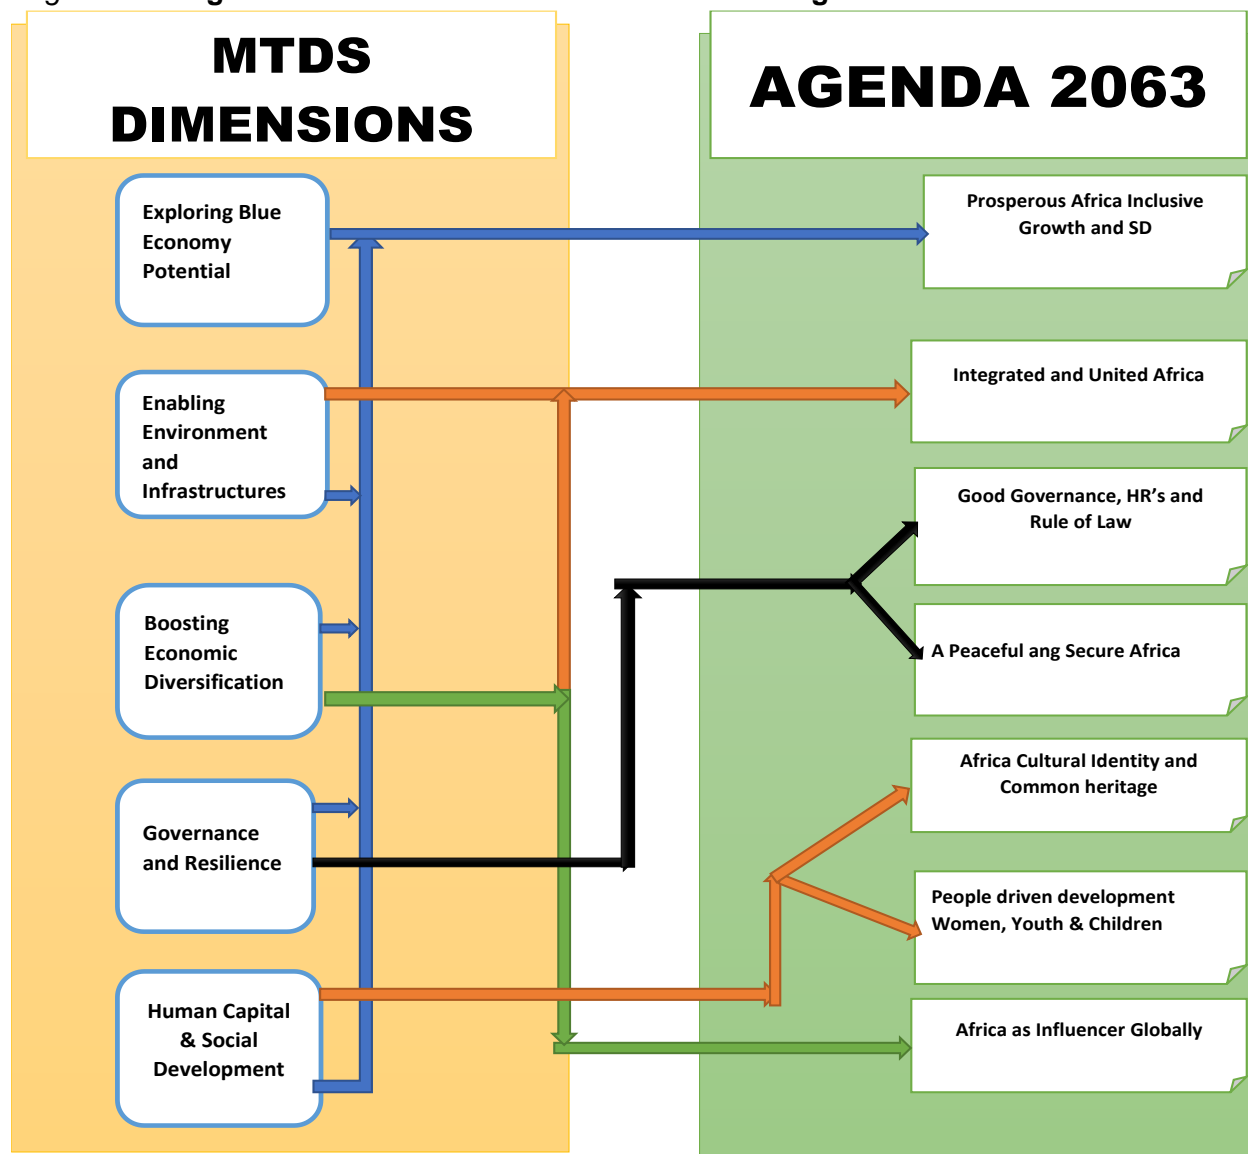 MTDS
DIMENSIONS
Exploring Blue
Economy
Potential
Enabling
Environment
and
Infrastructures
Boosting
Economic
Diversification
Governance
and Resilience
Human Capital
& Social
Development
AGENDA 2063
Prosperous Africa Inclusive
Growth and SD
Integrated and United Africa
Good Governance, HR’s and
Rule of Law
A Peaceful ang Secure Africa
Africa Cultural Identity and
Common heritage
People driven development
Women, Youth & Children
Africa as Influencer Globally